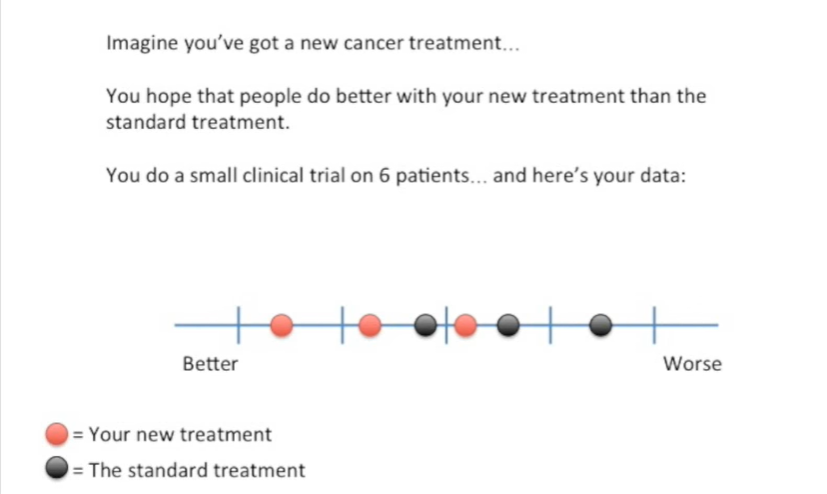 Imagine you've got a new cancer treatment...
You hope that people do better with your new treatment than the
standard treatment.
You do a small clinical trial on 6 patients... and here's your data:
Better
Worse
= Your new treatment
= The standard treatment